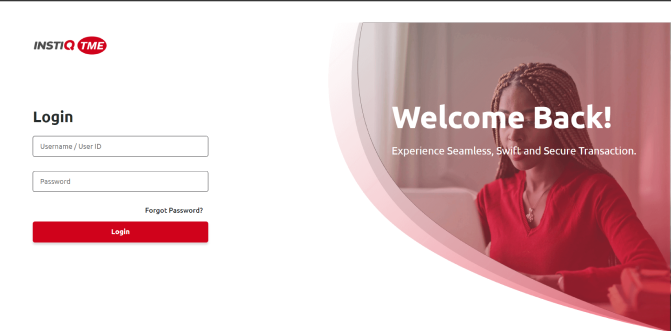 INSTIQ TME
Login
Username / User ID
Password
Forgot Password?
Login
Welcome Back!
Experience Seamless, Swift and Secure Transaction.